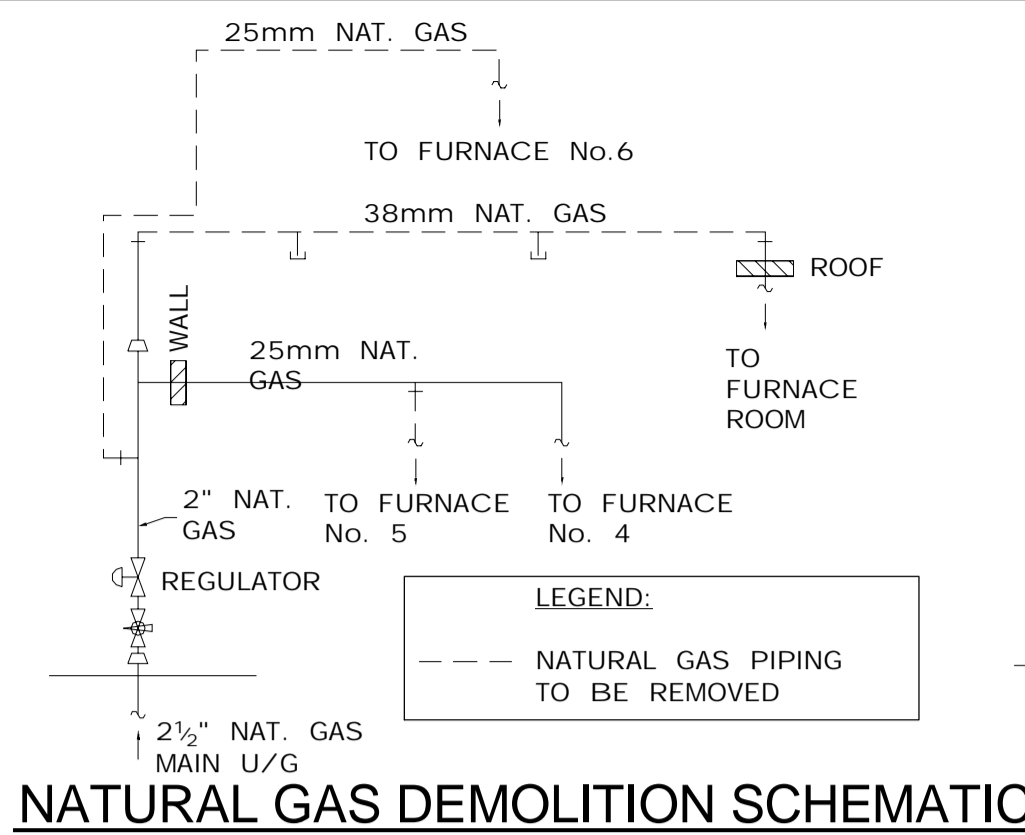 25mm NAT. GAS
TO FURNACE No.6
38mm NAT. GAS
ROOF
WALL
25mm NAT.
GAS
TO
FURNACE
ROOM
2" NAT.
GAS
TO FURNACE
No. 5
TO FURNACE
No. 4
REGULATOR
LEGEND:
NATURAL GAS PIPING
TO BE REMOVED
2½" NAT. GAS
MAIN U/G
NATURAL GAS DEMOLITION SCHEMATIC